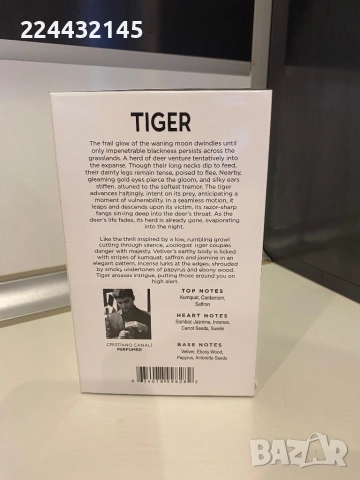 224432145
TIGER
The frail glow of the waning moon dwindles until
only impenetrable blackness persists across the
grasslands. A herd of deer venture tentatively into
the expanse. Though their long necks dip to feed,
their dainty legs remain tense, poised to flee. Nearby,
gleaming gold eyes pierce the gloom, and silky ears
stiffen, attuned to the softest tremor. The tiger
advances haltingly, intent on its prey, anticipating a
moment of vulnerability. In a seamless motion, it
leaps and descends upon its victim, its razor-sharp
fangs sinking deep into the deer's throat. As the
deer's life fades, its herd is already gone, evaporating
into the night.
Like the thrill inspired by a low, rumbling growl
cutting through silence, zoologist tiger couples
danger with majesty. Vetiver's earthy body is laced
with stripes of kumquat, saffron and jasmine in an
elegant pattern. Incense lurks at the edges, shrouded
by smoky undertones of papyrus and ebony wood.
Tiger arouses intrigue, putting those around you on
high alert.
TOP NOTES
Kumquat, Cardamom,
Saffron
HEART NOTES
Sambac Jasmine, Incense,
Carrot Seeds, Suede
BASE NOTES
Vetiver, Ebony Wood,
Papyrus, Ambrette Seeds
CRISTIANO CANALI
PERFUMER
bazar.bg